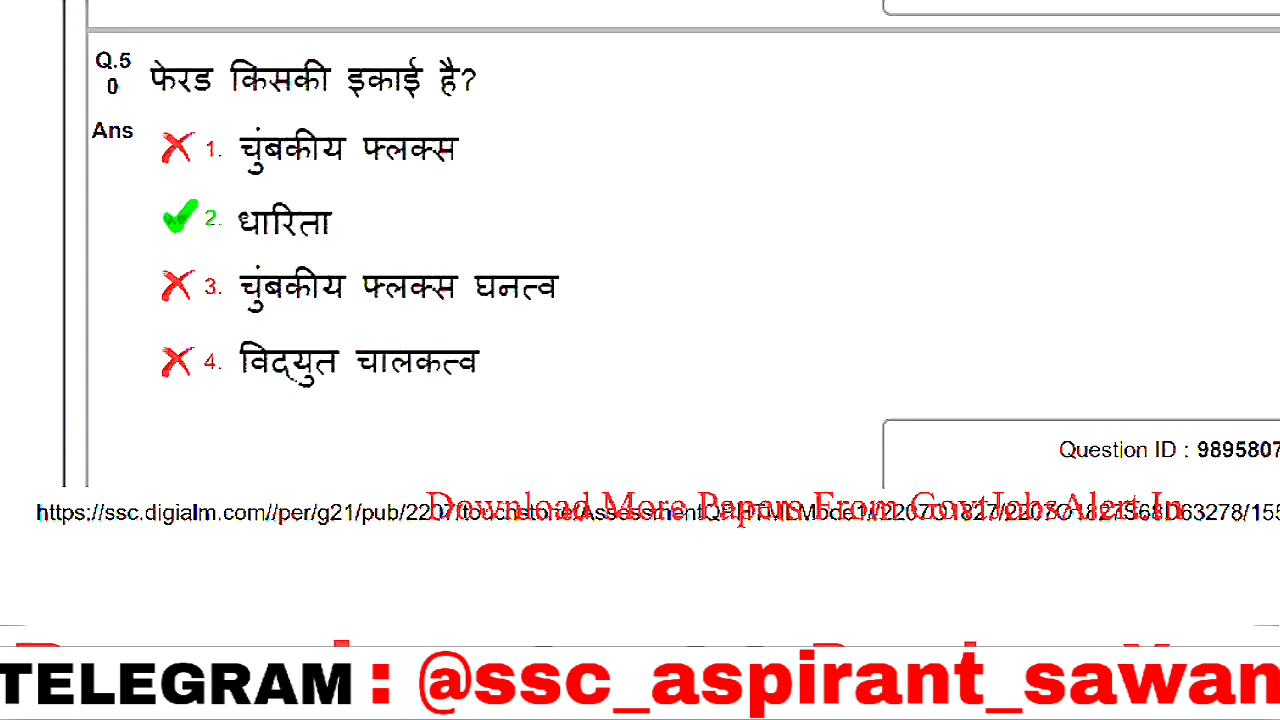 Q.5
0
फेरड किसकी इकाई है?
Ans
1. चुंबकीय फ्लक्स
2. धारिता
3. चुंबकीय फ्लक्स घनत्व
4. विद्युत चालकत्व
Question ID : 9895807
Download More Papers From GovtJobsAlert.In
TELEGRAM : @ssc_aspirant_sawan